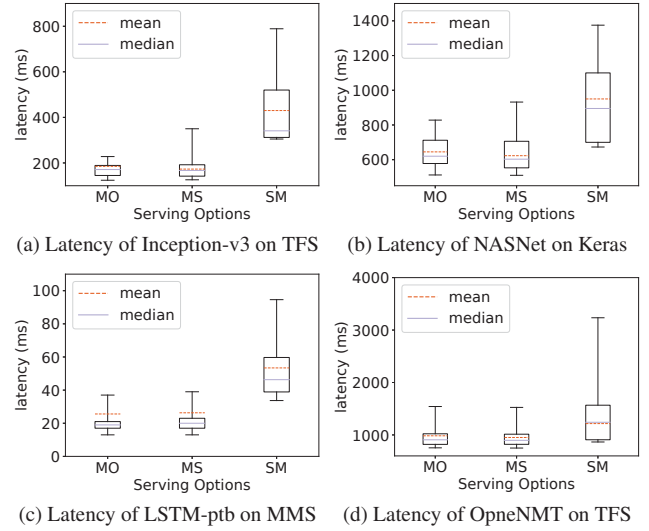 800
600
400
200
latency (ms)
mean
median
MO
MS
SM
Serving Options
(a) Latency of Inception-v3 on TFS
1400
1200
1000
800
600
latency (ms)
mean
median
MO
MS
SM
Serving Options
(b) Latency of NASNet on Keras
100
80
60
40
20
0
latency (ms)
mean
median
MO
MS
SM
Serving Options
(c) Latency of LSTM-ptb on MMS
4000
3000
2000
1000
latency (ms)
mean
median
MO
MS
SM
Serving Options
(d) Latency of OpneNMT on TFS